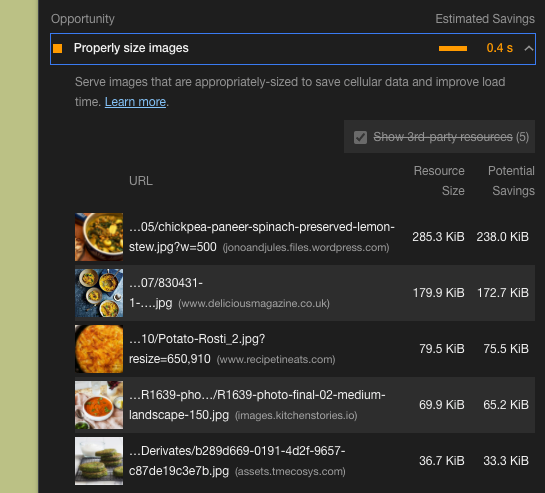 Opportunity Estimated Savings
Properly size images 0.4 s
Serve images that are appropriately-sized to save cellular data and improve load
time. Learn more.
Show 3rd-party resources (5)
URL Resource Size Potential Savings
…05/chickpea-paneer-spinach-preserved-lemon-
stew.jpg?w=500 (jonoandjules.files.wordpress.com) 285.3 KiB 238.0 KiB
…07/830431-
1-….jpg (www.deliciousmagazine.co.uk) 179.9 KiB 172.7 KiB
…10/Potato-Rosti_2.jpg?
resize=650,910 (www.recipetineats.com) 79.5 KiB 75.5 KiB
…R1639-pho…/R1639-photo-final-02-medium-
landscape-150.jpg (images.kitchenstories.io) 69.9 KiB 65.2 KiB
…Derivates/b289d669-0191-4d2f-9657-
c87de19c3e7b.jpg (assets.tmecosys.com) 36.7 KiB 33.3 KiB